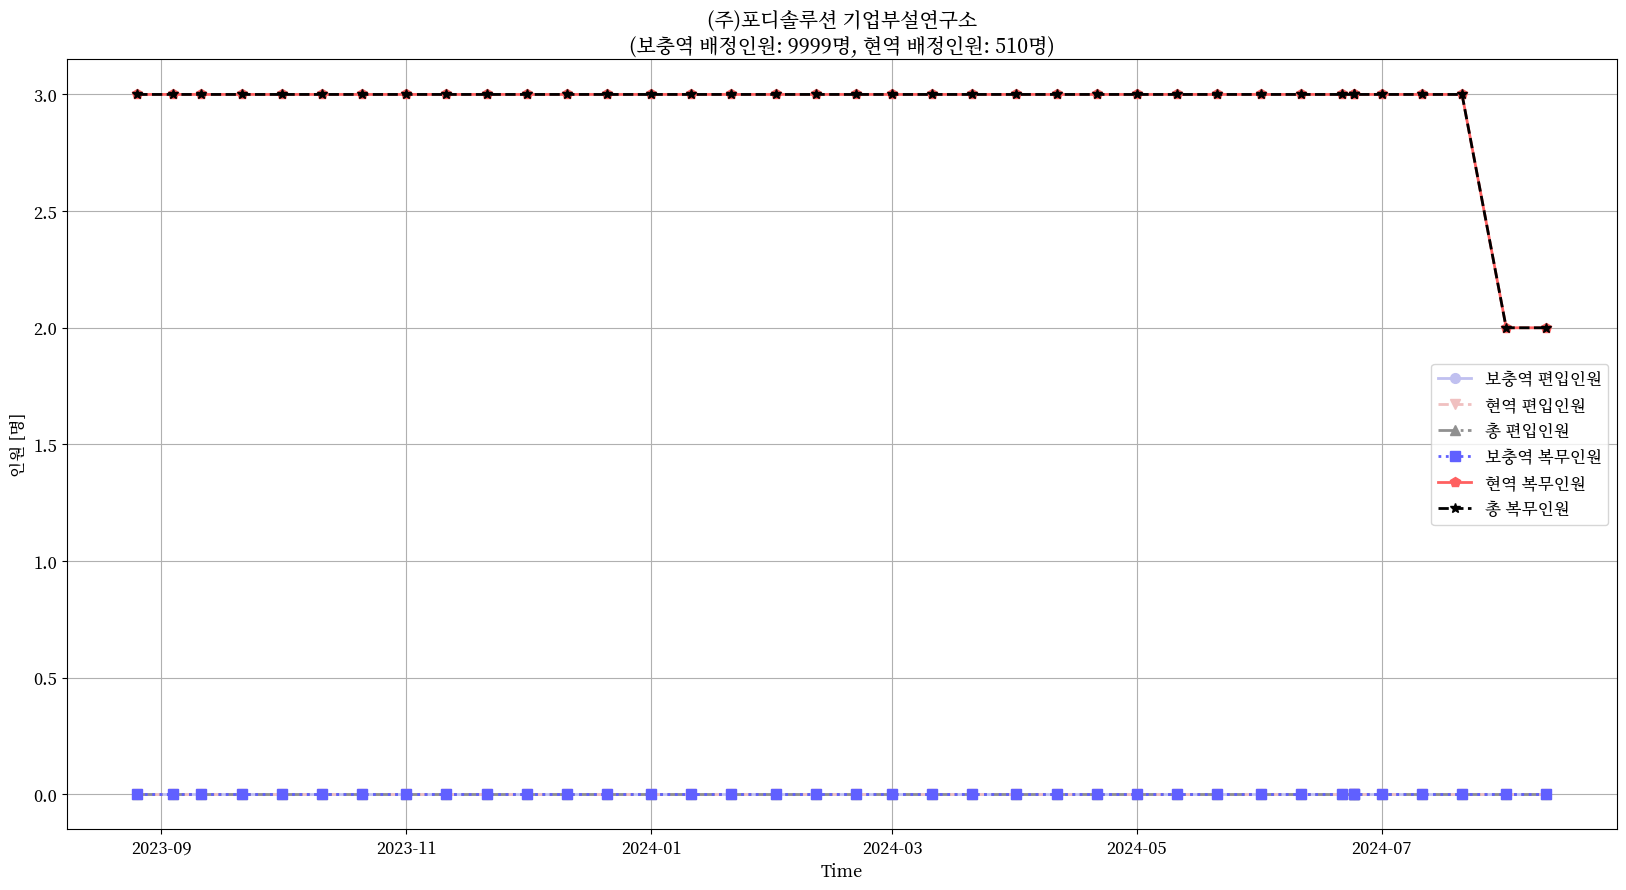 (주)포디솔루션 기업부설연구소
(보충역 배정인원: 9999명, 현역 배정인원: 510명)
3.0
2.5
2.0
1.5
1.0
0.5
0.0
인원 [명]
보충역 편입인원
현역 편입인원
총 편입인원
보충역 복무인원
현역 복무인원
총 복무인원
2023-09
2023-11
2024-01
2024-03
2024-05
2024-07
Time